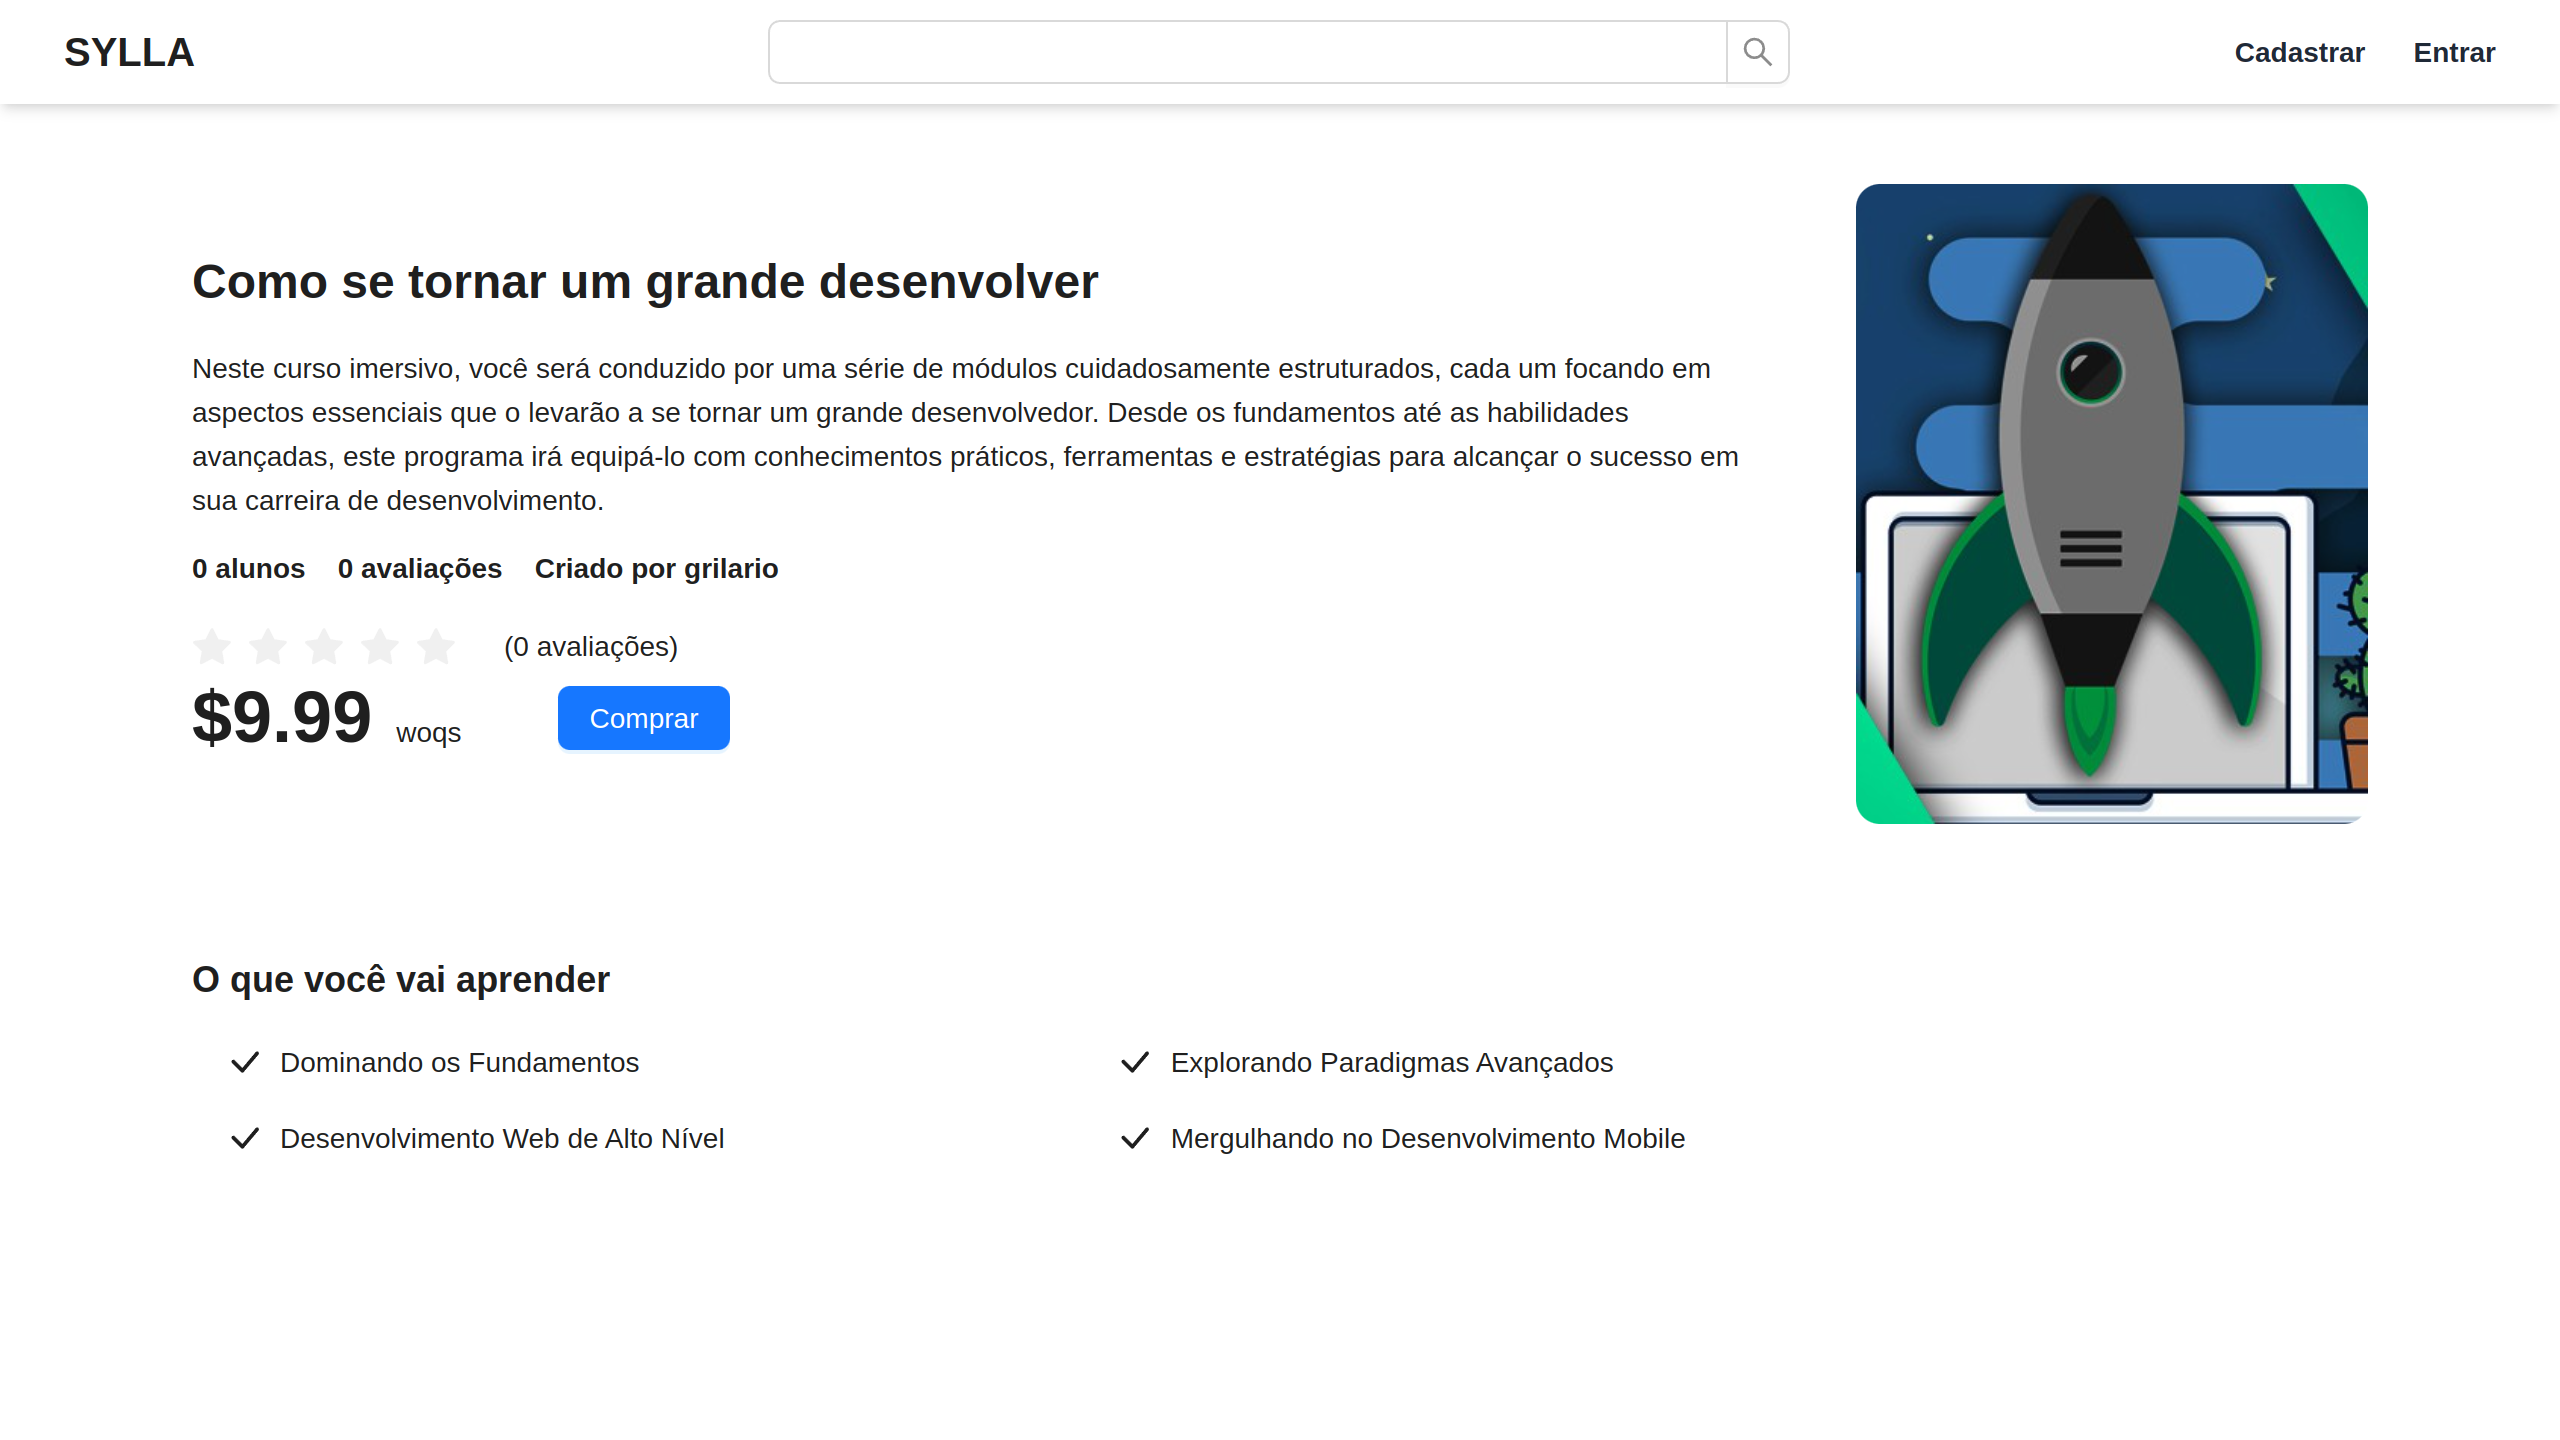 SYLLA
Cadastrar
Entrar
Como se tornar um grande desenvolver
Neste curso imersivo, você será conduzido por uma série de módulos cuidadosamente estruturados, cada um focando em
aspectos essenciais que o levarão a se tornar um grande desenvolvedor. Desde os fundamentos até as habilidades
avançadas, este programa irá equipá-lo com conhecimentos práticos, ferramentas e estratégias para alcançar o sucesso em
sua carreira de desenvolvimento.
0 alunos 0 avaliações Criado por grilario
(0 avaliações)
$9.99 woqs
Comprar
O que você vai aprender
Dominando os Fundamentos
Explorando Paradigmas Avançados
Desenvolvimento Web de Alto Nível
Mergulhando no Desenvolvimento Mobile